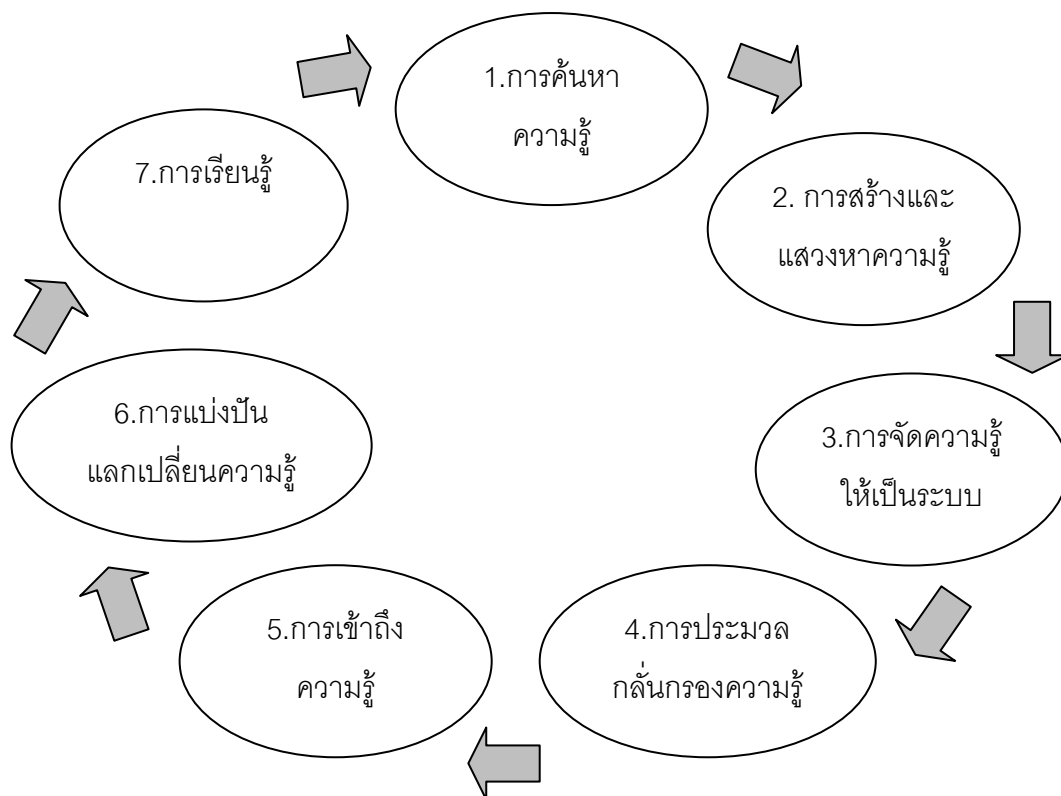 1.การค้นหา
ความรู้
2. การสร้างและ
แสวงหาความรู้
3.การจัดความรู้
ให้เป็นระบบ
4.การประมวล
กลั่นกรองความรู้
5.การเข้าถึง
ความรู้
6.การแบ่งปัน
แลกเปลี่ยนความรู้
7.การเรียนรู้